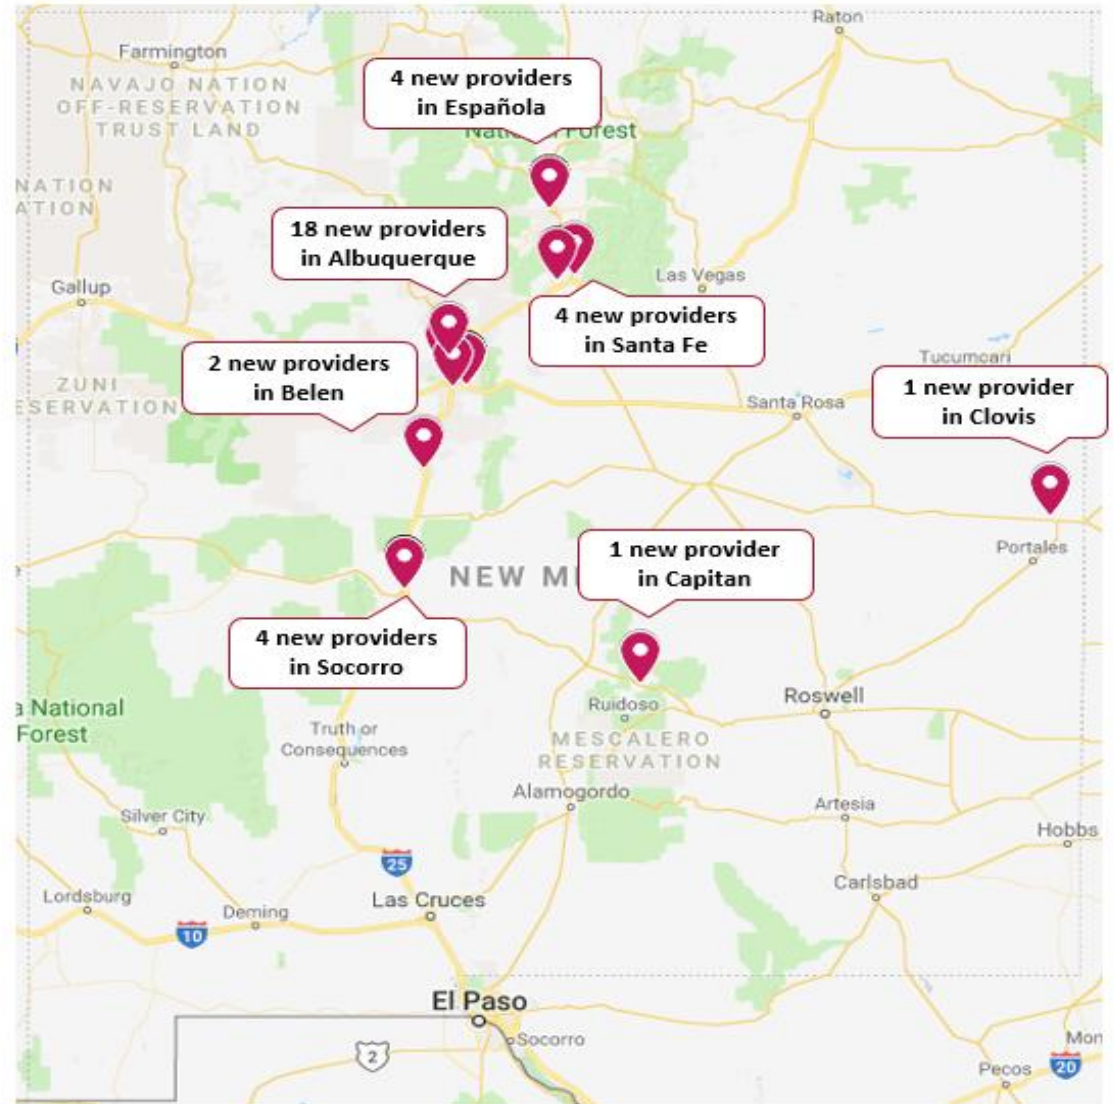 Raton
Farmington
4 new providers
in Española
NAVAJO NATION
OFF-RESERVATION
TRUST LAND
National Forest
NATION
ATION
18 new providers
in Albuquerque
Las Vegas
Gallup
4 new providers
in Santa Fe
2 new providers
in Belen
Tucumcari
ZUNI
ESERVATION
1 new provider
in Clovis
Santa Rosa
Portales
1 new provider
in Capitan
NEW M
4 new providers
in Socorro
Roswell
Ruidoso
a National
Forest
Truth or
Consequences
MESCALERO
RESERVATION
Alamogordo
Artesia
Silver City
Hobbs
25
Carlsbad
Lordsburg
Las Cruces
Deming
10
El Paso
Socorro
2
Mon
20
Pecos